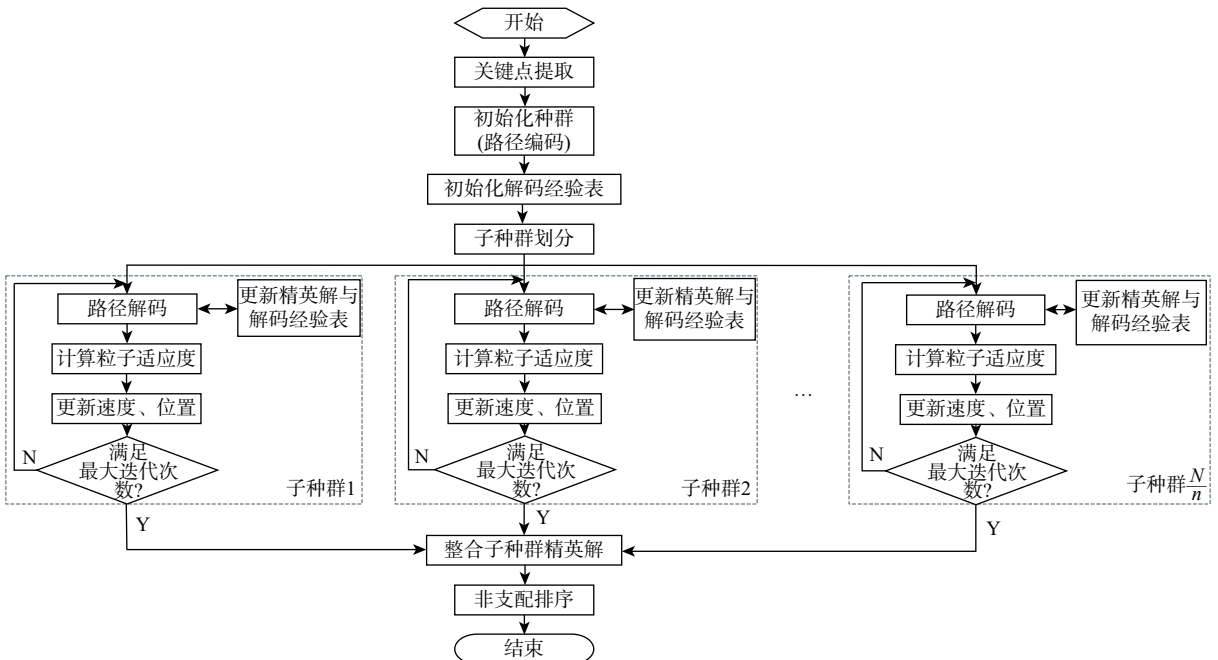 开始
关键点提取
初始化种群
(路径编码)
初始化解码经验表
子种群划分
路径解码
更新精英解与
解码经验表
计算粒子适应度
更新速度、位置
满足
最大迭代次
数?
N
子种群1
Y
路径解码
更新精英解与
解码经验表
计算粒子适应度
更新速度、位置
满足
最大迭代次
数?
N
子种群2
Y
…
路径解码
更新精英解与
解码经验表
计算粒子适应度
更新速度、位置
满足
最大迭代次
数?
N
子种群N/n
Y
整合子种群精英解
非支配排序
结束